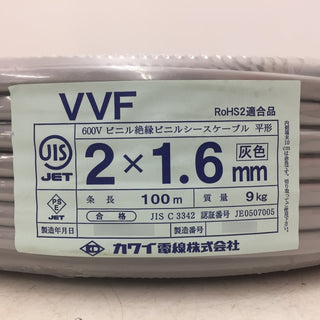 VVF
RoHS2適合品
600V ビニル絶縁ビニルシースケーブル 平形
JIS
JET
2×1.6mm
灰色
条長 100m 質量 9kg
PS
E
JET
合格 JIS C 3342 認証番号 JE0507005
製造年月日 製造番号
カワイ電線株式会社